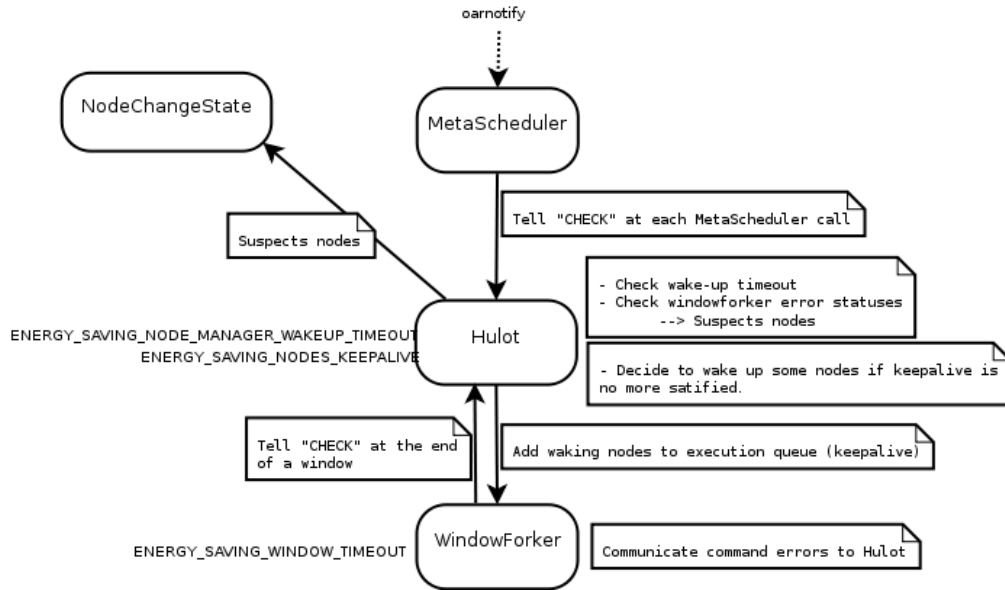 oarnotify
NodeChangeState
MetaScheduler
Tell "CHECK" at each MetaScheduler call
Suspects nodes
- Check wake-up timeout
- Check windowforker error statuses
--> Suspects nodes
ENERGY_SAVING_NODE_MANAGER_WAKEUP_TIMEOUT
ENERGY_SAVING_NODES_KEEPALIVE
Hulot
- Decide to wake up some nodes if keepalive is
no more satified.
Tell "CHECK" at the end
of a window
Add waking nodes to execution queue (keepalive)
ENERGY_SAVING_WINDOW_TIMEOUT
WindowForker
Communicate command errors to Hulot